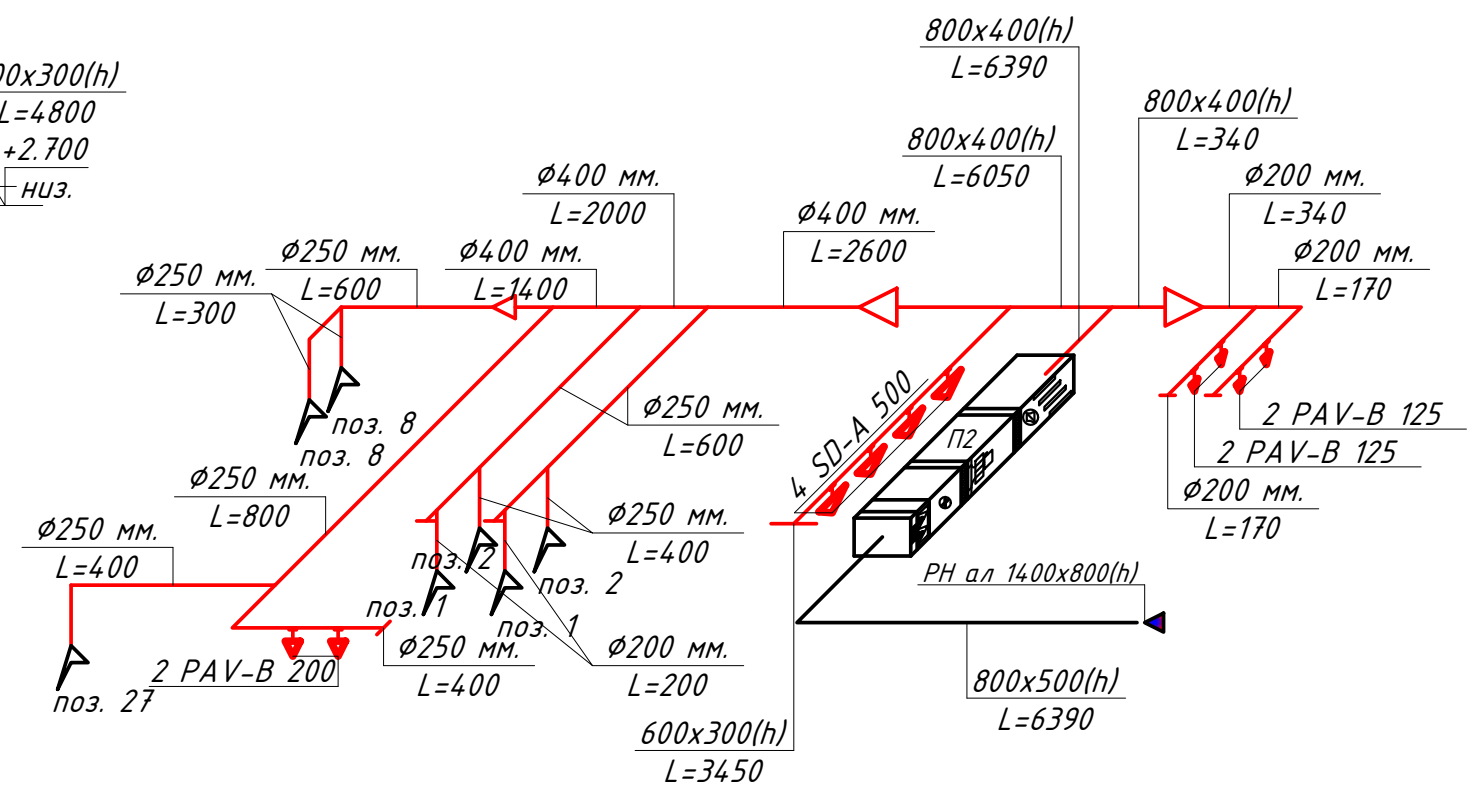 800x400(h)
L=6390
00x300(h)
L=4800
+2.700
низ.
800x400(h)
L=340
800x400(h)
L=6050
Ø400 мм.
L=2000
Ø200 мм.
L=340
Ø400 мм.
L=2600
Ø250 мм.
L=600
Ø400 мм.
L=1400
Ø200 мм.
L=170
Ø250 мм.
L=300
4 SD-A 500
П2
поз. 8
поз. 8
Ø250 мм.
L=600
2 PAV-B 125
2 PAV-B 125
Ø250 мм.
L=800
Ø200 мм.
L=170
Ø250 мм.
L=400
Ø250 мм.
L=400
поз. 2
поз. 2
РН ал 1400x800(h)
поз. 1
поз. 1
Ø250 мм.
L=400
Ø200 мм.
L=200
2 PAV-B 200
поз. 27
800x500(h)
L=6390
600x300(h)
L=3450